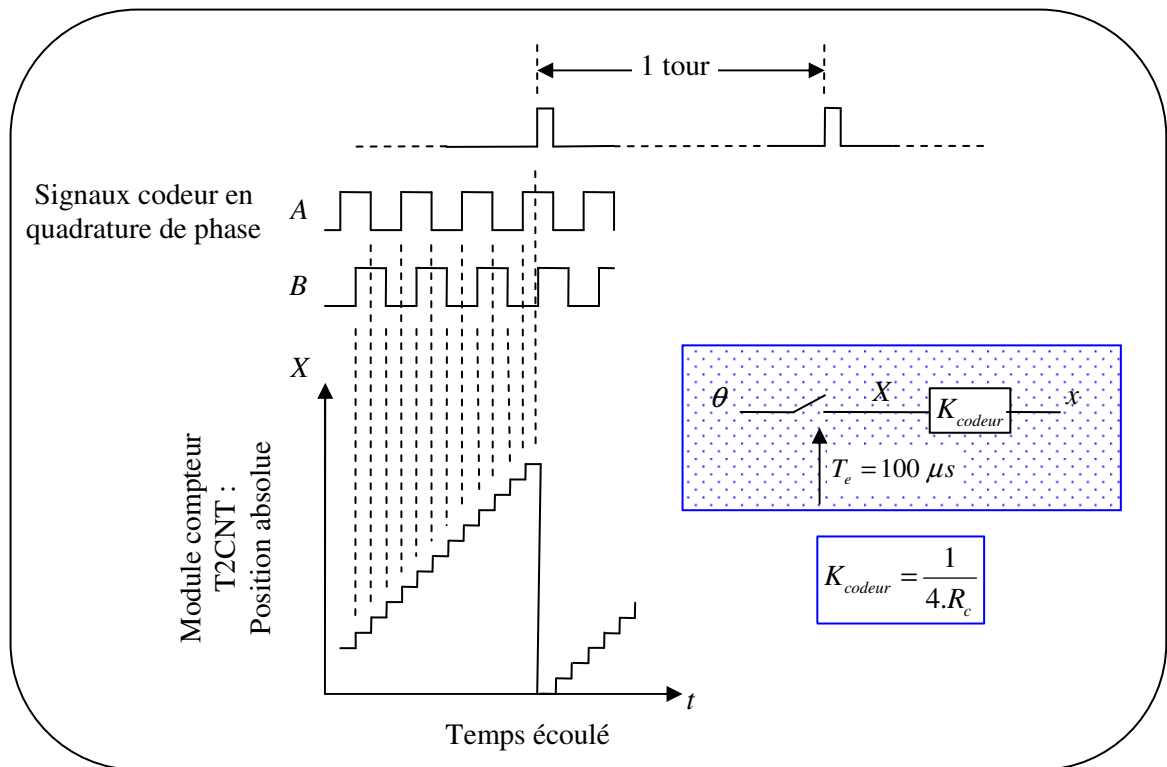 1 tour
Signaux codeur en
quadrature de phase
A
B
X
Module compteur
T2CNT :
Position absolue
t
Temps écoulé
θ
X
K_codeur
x
T_e = 100 μs
K_codeur = 1 / 4.R_c